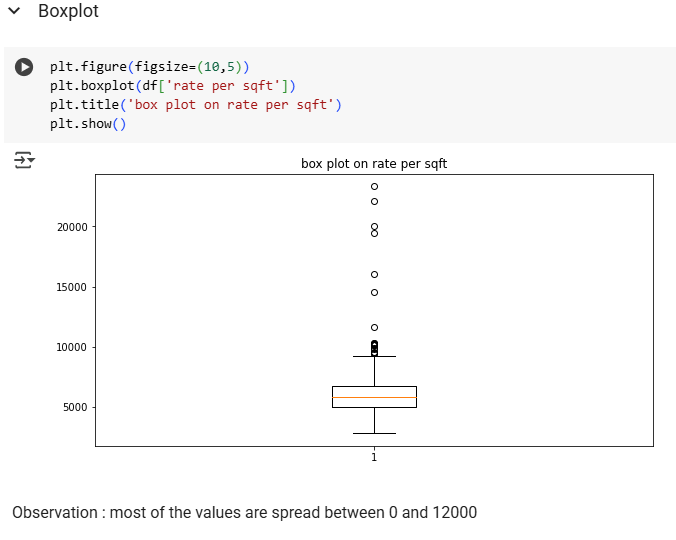 Boxplot
plt.figure(figsize=(10,5))
plt.boxplot(df['rate per sqft'])
plt.title('box plot on rate per sqft')
plt.show()
box plot on rate per sqft
20000
15000
10000
5000
1
Observation : most of the values are spread between 0 and 12000